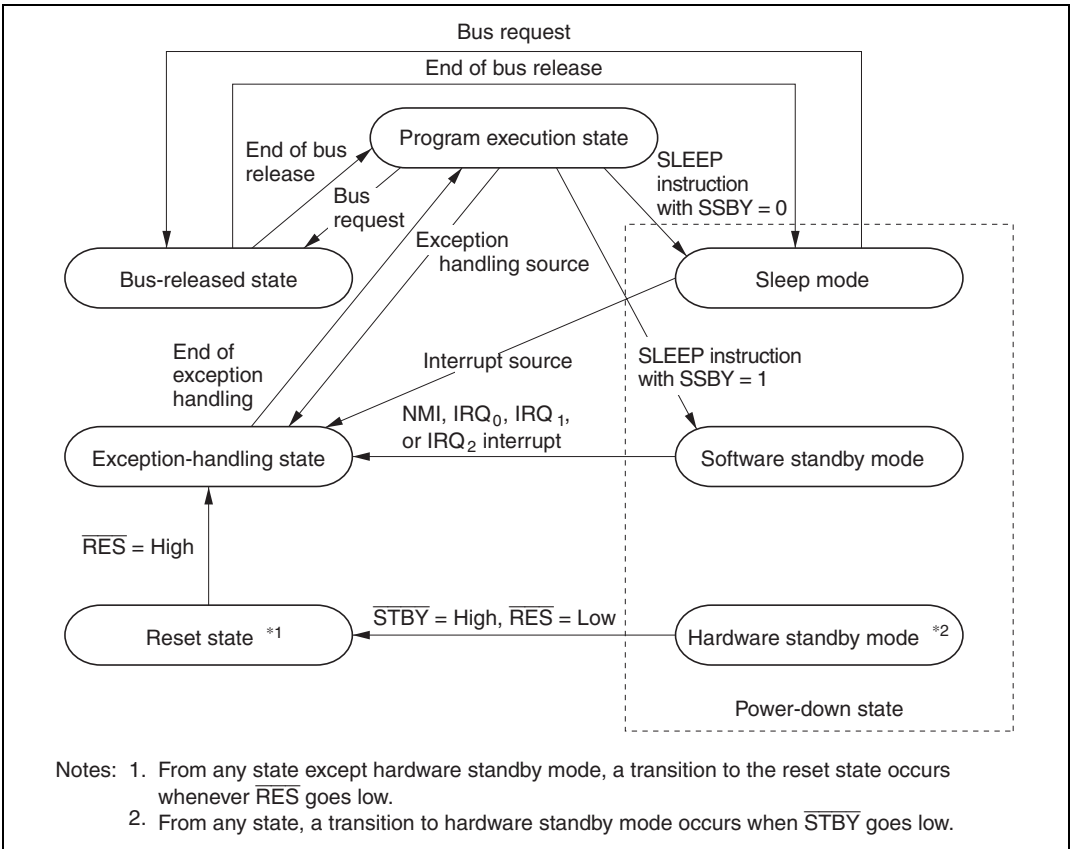 Bus request
End of bus release
Program execution state
End of bus
release
Bus
request
SLEEP
instruction
with SSBY = 0
Exception
handling source
Bus-released state
Sleep mode
End of
exception
handling
Interrupt source
SLEEP instruction
with SSBY = 1
NMI, IRQ0, IRQ1,
or IRQ2 interrupt
Exception-handling state
Software standby mode
R̅E̅S̅ = High
S̅T̅B̅Y̅ = High, R̅E̅S̅ = Low
Reset state *1
Hardware standby mode *2
Power-down state
Notes: 1. From any state except hardware standby mode, a transition to the reset state occurs
whenever R̅E̅S̅ goes low.
2. From any state, a transition to hardware standby mode occurs when S̅T̅B̅Y̅ goes low.